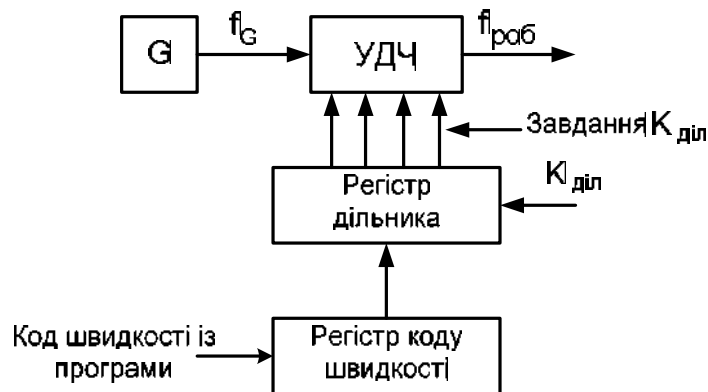 G
f_G
УДЧ
f_роб
Завдання K_діл
Регістр
дільника
K_діл
Код швидкості із
програми
Регістр коду
швидкості